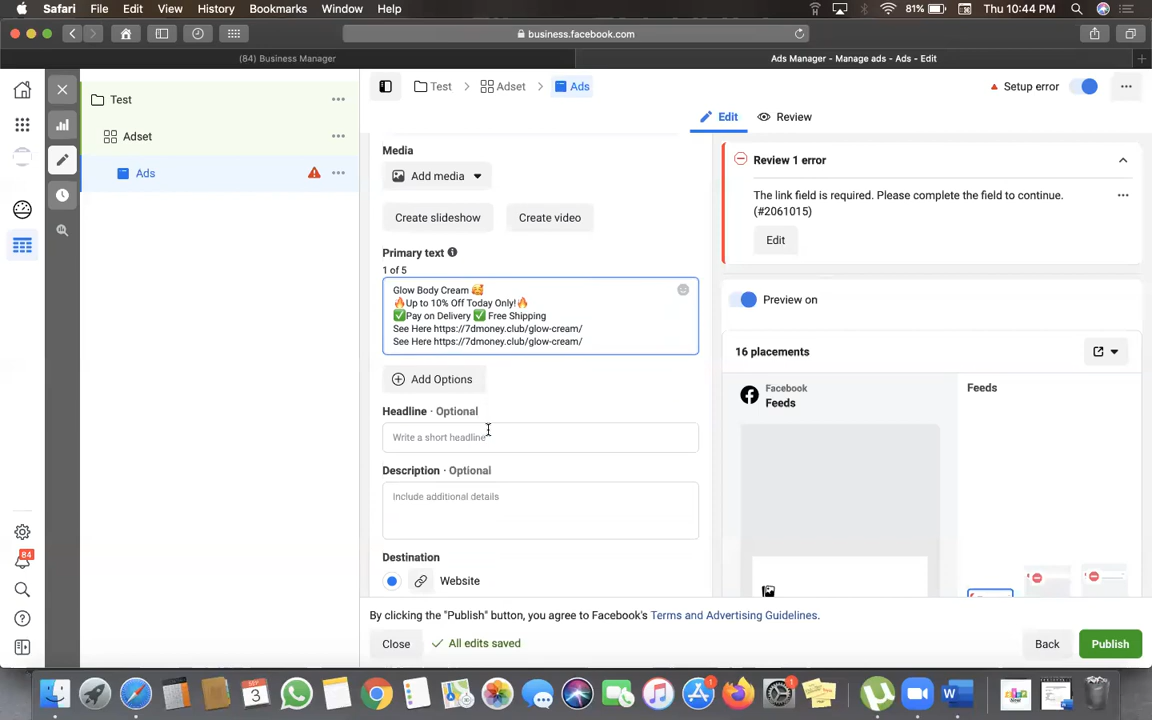 Safari File Edit View History Bookmarks Window Help 81% Thu 10:44 PM
business.facebook.com
(84) Business Manager
Ads Manager - Manage ads - Ads - Edit
Test
Adset
Ads
Test > Adset > Ads
Setup error
Edit
Review
Media
Add media
Create slideshow
Create video
Primary text
1 of 5
Glow Body Cream 🥰
🔥Up to 10% Off Today Only!🔥
✅Pay on Delivery ✅ Free Shipping
See Here https://7dmoney.club/glow-cream/
See Here https://7dmoney.club/glow-cream/
Add Options
Headline · Optional
Write a short headline
Description · Optional
Include additional details
Destination
Website
Review 1 error
The link field is required. Please complete the field to continue.
(#2061015)
Edit
Preview on
16 placements
Facebook
Feeds
Feeds
84
By clicking the "Publish" button, you agree to Facebook's Terms and Advertising Guidelines.
Close
All edits saved
Back
Publish
SEP
3
1